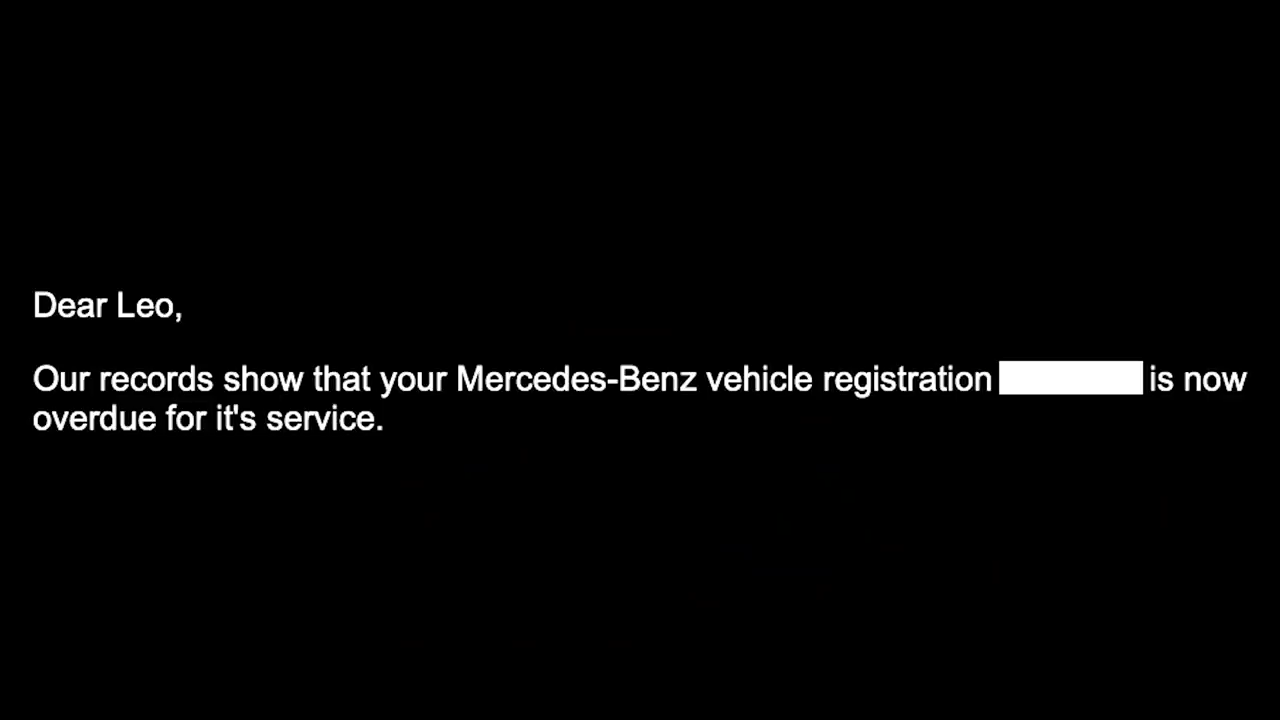 Dear Leo,
Our records show that your Mercedes-Benz vehicle registration is now
overdue for it's service.